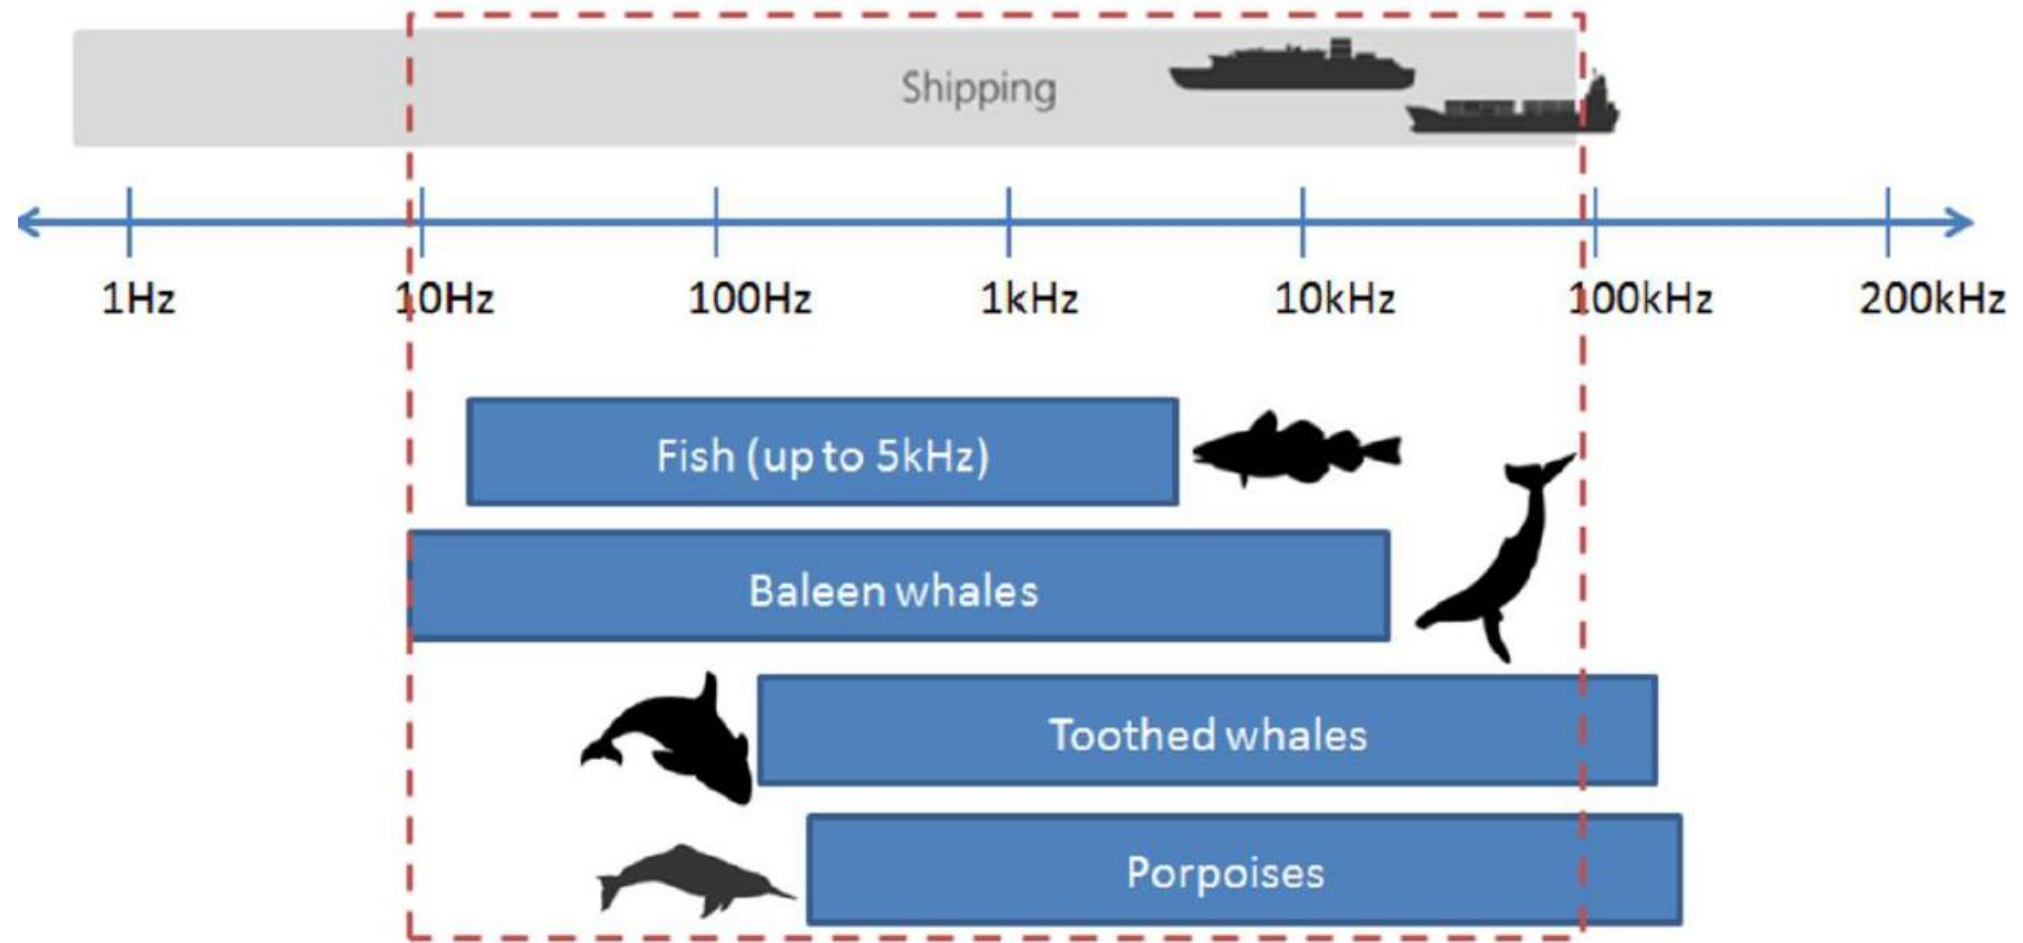 Shipping
1Hz 10Hz 100Hz 1kHz 10kHz 100kHz 200kHz
Fish (up to 5kHz)
Baleen whales
Toothed whales
Porpoises